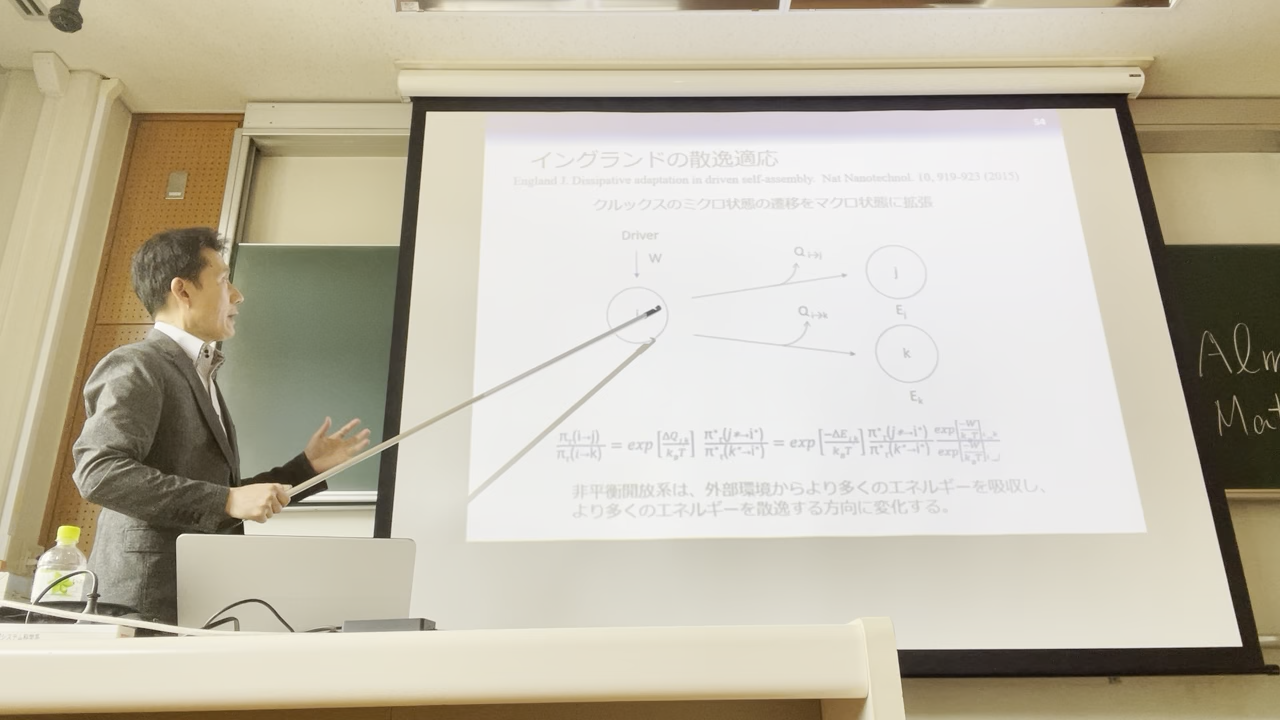 54
イングランドの散逸適応
England J. Dissipative adaptation in driven self-assembly. Nat Nanotechnol. 10, 919-923 (2015)
クルックスのミクロ状態の遷移をマクロ状態に拡張
Driver
W
Q i→j
j
E j
i
Q i→k
k
E k
π τ (i→j) / π τ (i→k) = exp [ΔQ i,k / k B T] π* τ (j*→i*) / π* τ (k*→i*) = exp [-ΔE j,k / k B T] π* τ (j*→i*) / π* τ (k*→i*)
非平衡開放系は、外部環境からより多くのエネルギーを吸収し、
より多くのエネルギーを散逸する方向に変化する。